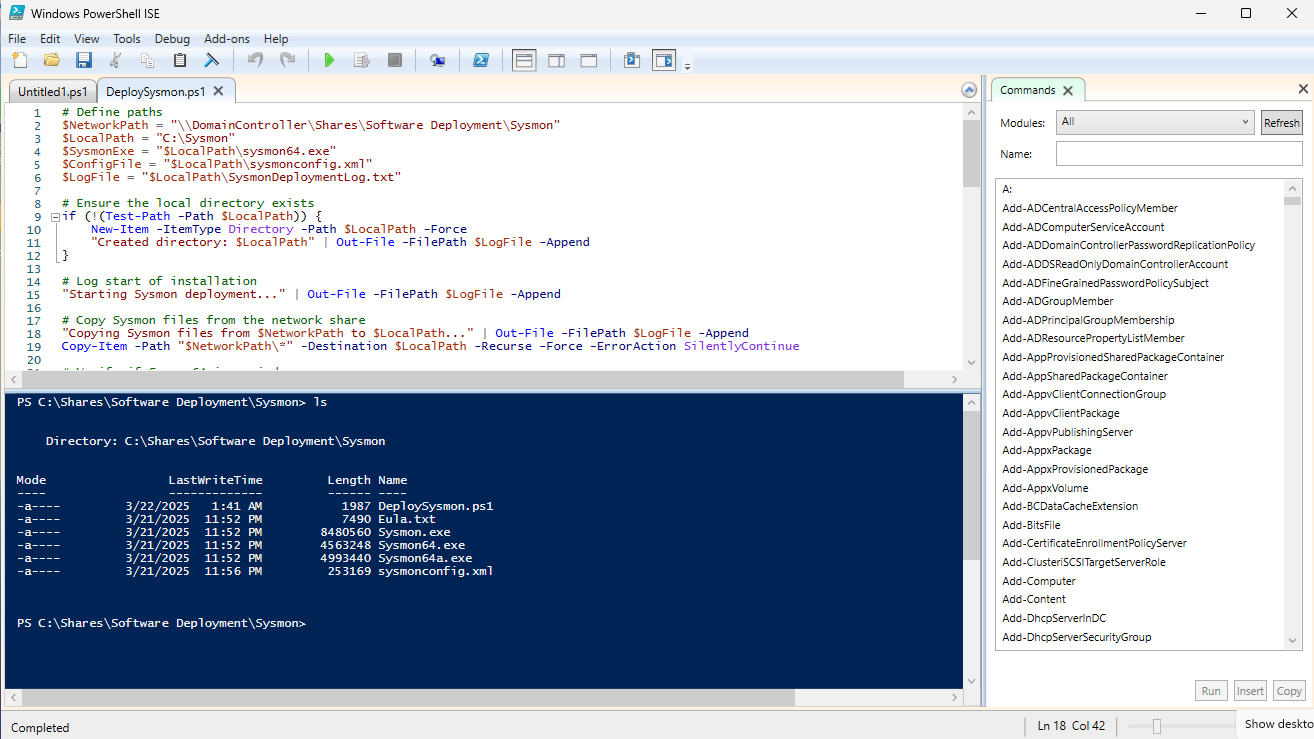 Windows PowerShell ISE
File Edit View Tools Debug Add-ons Help
Untitled1.ps1 DeploySysmon.ps1
1 # Define paths
2 $NetworkPath = "\\DomainController\Shares\Software Deployment\Sysmon"
3 $LocalPath = "C:\Sysmon"
4 $SysmonExe = "$LocalPath\sysmon64.exe"
5 $ConfigFile = "$LocalPath\sysmonconfig.xml"
6 $LogFile = "$LocalPath\SysmonDeploymentLog.txt"
7
8 # Ensure the local directory exists
9 if (!(Test-Path -Path $LocalPath)) {
10     New-Item -ItemType Directory -Path $LocalPath -Force
11     "Created directory: $LocalPath" | Out-File -FilePath $LogFile -Append
12 }
13
14 # Log start of installation
15 "Starting Sysmon deployment..." | Out-File -FilePath $LogFile -Append
16
17 # Copy Sysmon files from the network share
18 "Copying Sysmon files from $NetworkPath to $LocalPath..." | Out-File -FilePath $LogFile -Append
19 Copy-Item -Path "$NetworkPath\*" -Destination $LocalPath -Recurse -Force -ErrorAction SilentlyContinue
20
PS C:\Shares\Software Deployment\Sysmon> ls
Directory: C:\Shares\Software Deployment\Sysmon
Mode LastWriteTime Length Name
---- ------------- ------ ----
-a---- 3/22/2025 1:41 AM 1987 DeploySysmon.ps1
-a---- 3/21/2025 11:52 PM 7490 Eula.txt
-a---- 3/21/2025 11:52 PM 8480560 Sysmon.exe
-a---- 3/21/2025 11:52 PM 4563248 Sysmon64.exe
-a---- 3/21/2025 11:52 PM 4993440 Sysmon64a.exe
-a---- 3/21/2025 11:56 PM 253169 sysmonconfig.xml
PS C:\Shares\Software Deployment\Sysmon>
Commands
Modules: All Refresh
Name:
A:
Add-ADCentralAccessPolicyMember
Add-ADComputerServiceAccount
Add-ADDomainControllerPasswordReplicationPolicy
Add-ADDSReadOnlyDomainControllerAccount
Add-ADFineGrainedPasswordPolicySubject
Add-ADGroupMember
Add-ADPrincipalGroupMembership
Add-ADResourcePropertyListMember
Add-AppProvisionedSharedPackageContainer
Add-AppSharedPackageContainer
Add-AppvClientConnectionGroup
Add-AppvClientPackage
Add-AppvPublishingServer
Add-AppxPackage
Add-AppxProvisionedPackage
Add-AppxVolume
Add-BCDataCacheExtension
Add-BitsFile
Add-CertificateEnrollmentPolicyServer
Add-ClusteriSCSITargetServerRole
Add-Computer
Add-Content
Add-DhcpServerInDC
Add-DhcpServerSecurityGroup
Run Insert Copy
Completed
Ln 18 Col 42
Show deskto